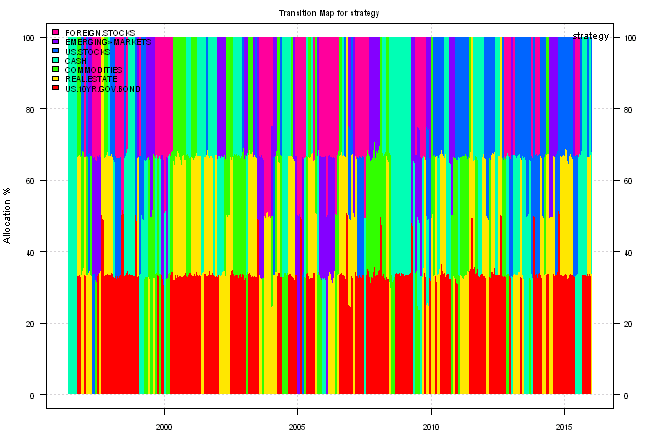 Transition Map for strategy
strategy
FOREIGN.STOCKS
EMERGING>MARKETS
US.STOCKS
CASH
COMMODITIES
REAL.ESTATE
US.10YR.GOV.BOND
Allocation %
100
80
60
40
20
0
100
80
60
40
20
0
2000
2005
2010
2015